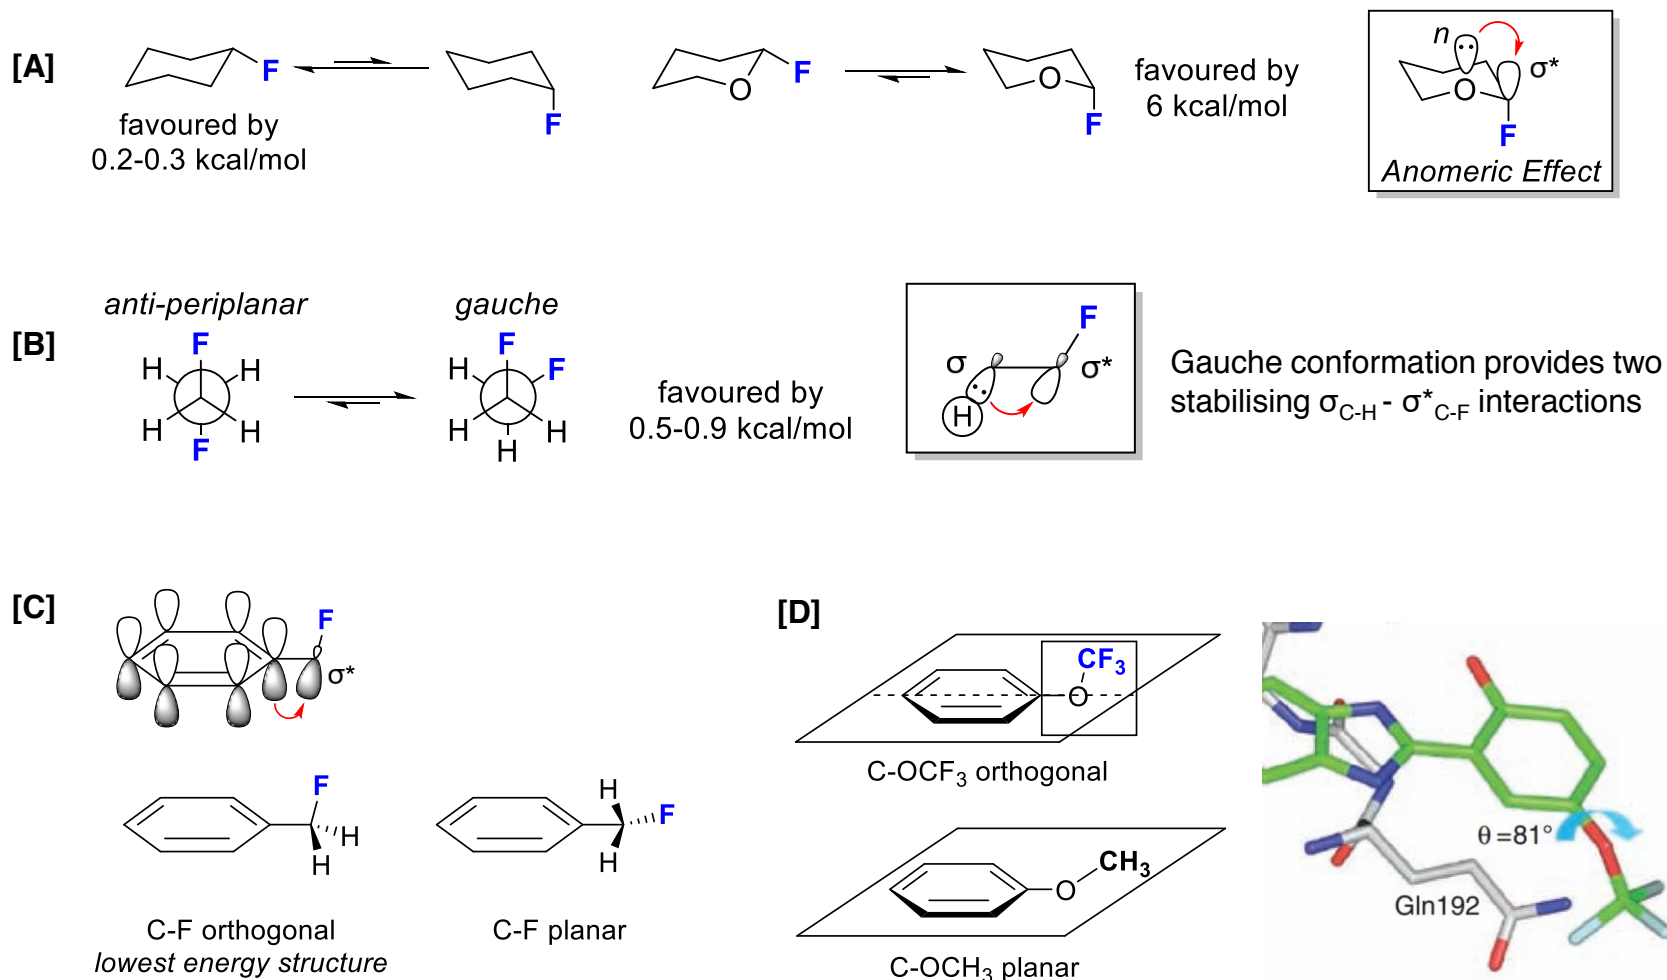 [A]
F
favoured by
0.2-0.3 kcal/mol
F
F
O
O
F
favoured by
6 kcal/mol
n
σ*
O
F
Anomeric Effect
[B]
anti-periplanar
F
H H
H H
F
gauche
F
H F
H H
H
favoured by
0.5-0.9 kcal/mol
F
σ σ*
H
Gauche conformation provides two
stabilising σC-H - σ*C-F interactions
[C]
F
σ*
F
H
H
C-F orthogonal
lowest energy structure
H
F
H
C-F planar
[D]
CF3
O
C-OCF3 orthogonal
CH3
O
C-OCH3 planar
θ =81°
Gln192